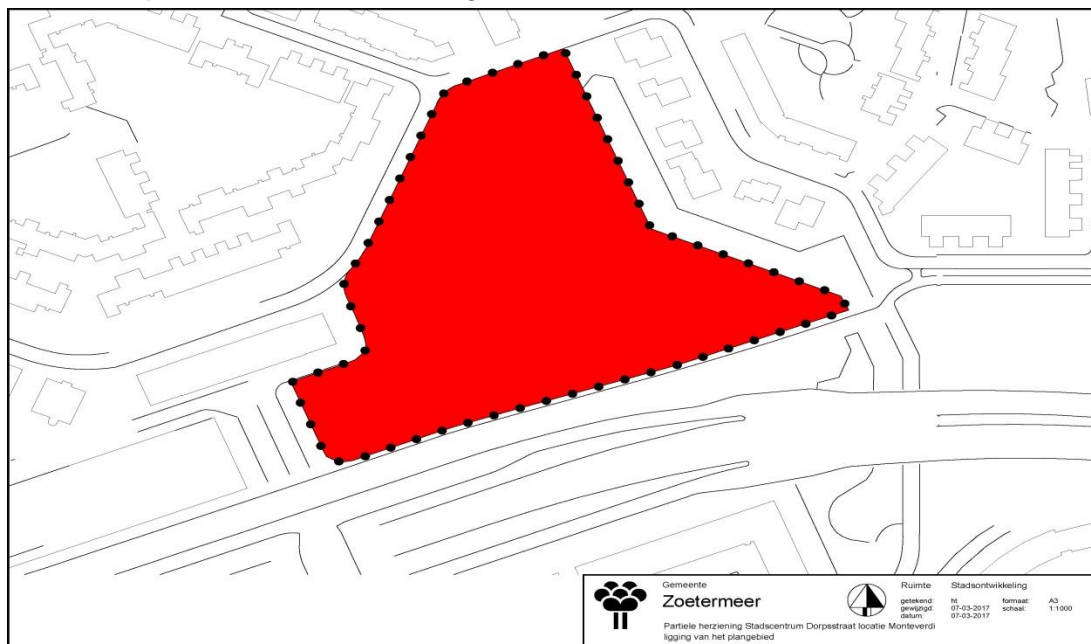 Gemeente
Zoetermeer
Partiele herziening Stadscentrum Dorpsstraat locatie Monteverdi
ligging van het plangebied
Ruimte Stadsontwikkeling
getekend: ht formaat: A3
gewijzigd: 07-03-2017 schaal: 1:1000
datum: 07-03-2017